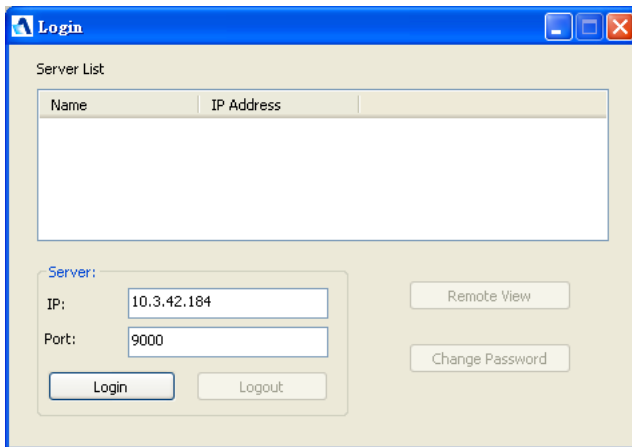 Login
Server List
Name IP Address
Server:
IP: 10.3.42.184
Remote View
Port: 9000
Change Password
Login Logout